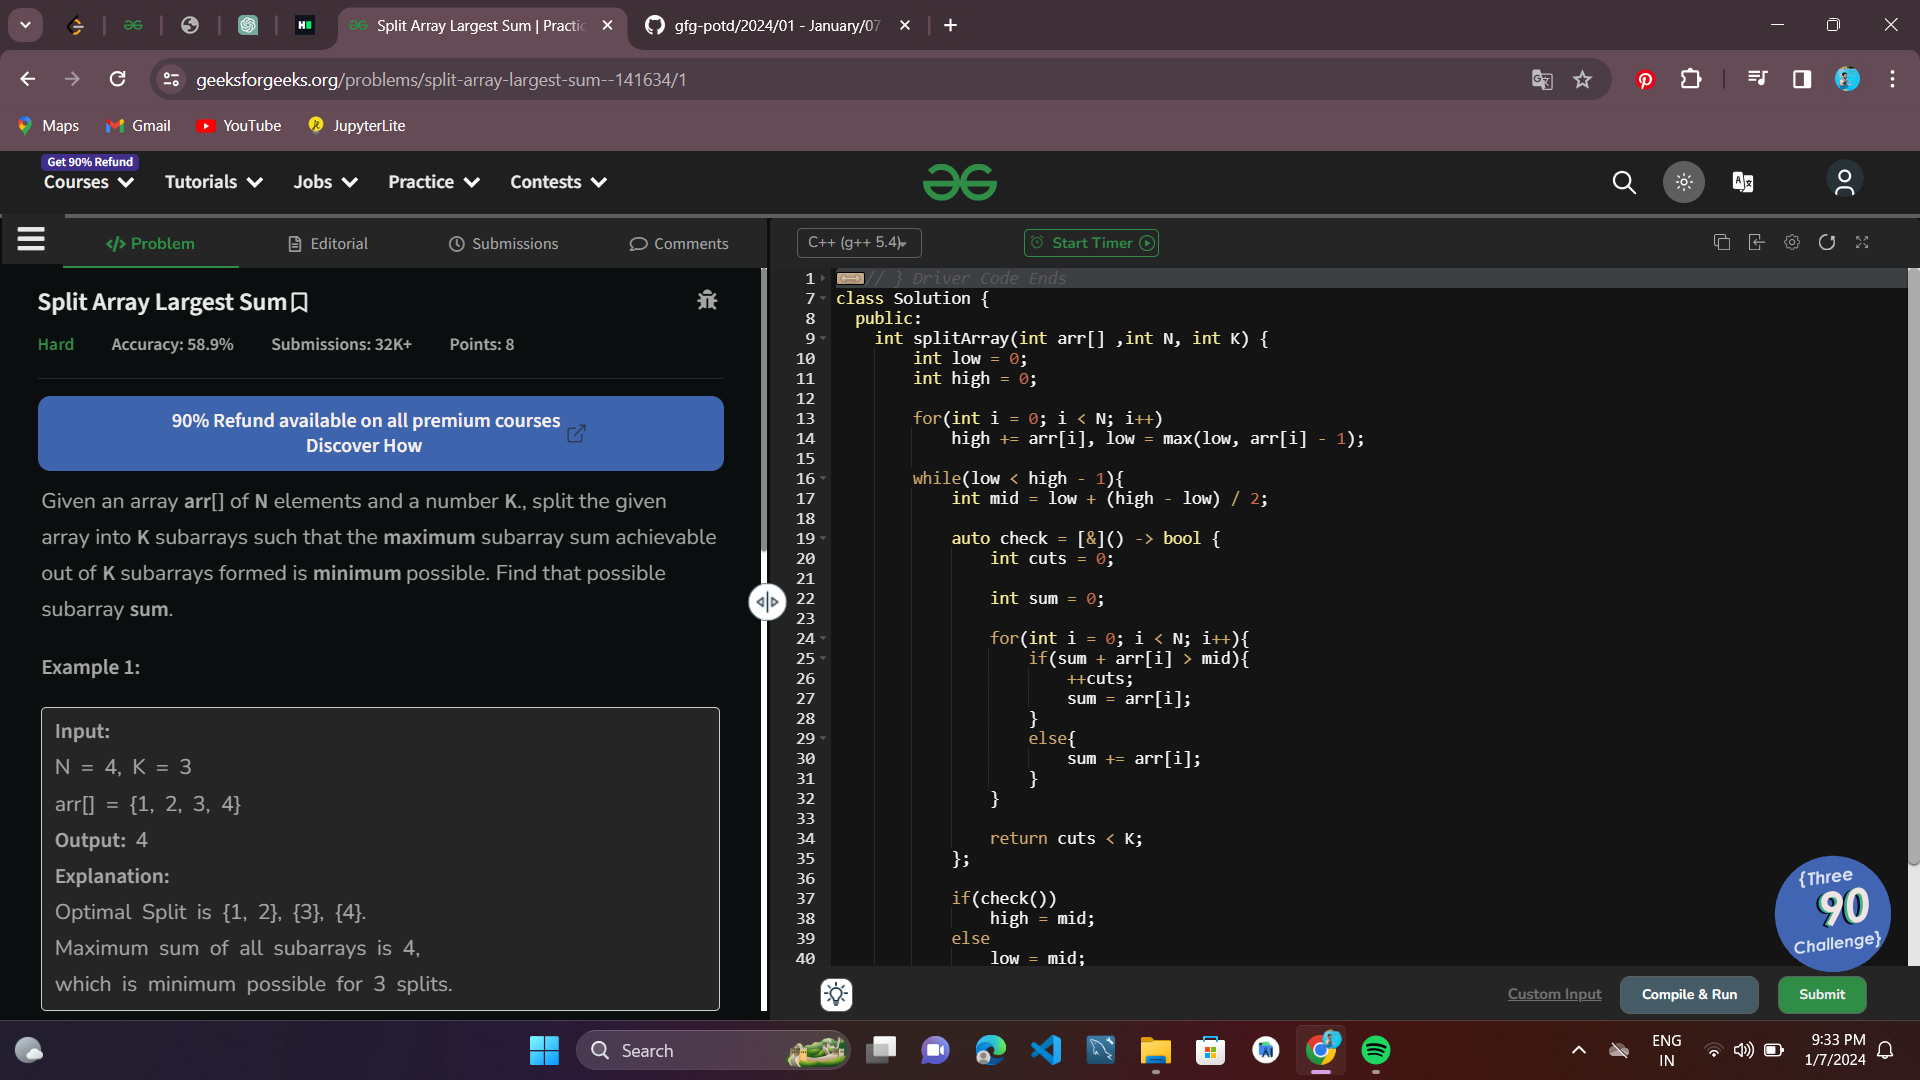 Split Array Largest Sum | Practic
gfg-potd/2024/01 - January/07
geeksforgeeks.org/problems/split-array-largest-sum--141634/1
Maps
Gmail
YouTube
JupyterLite
Get 90% Refund
Courses
Tutorials
Jobs
Practice
Contests
</> Problem
Editorial
Submissions
Comments
Split Array Largest Sum
Hard
Accuracy: 58.9%
Submissions: 32K+
Points: 8
90% Refund available on all premium courses
Discover How
Given an array arr[] of N elements and a number K., split the given
array into K subarrays such that the maximum subarray sum achievable
out of K subarrays formed is minimum possible. Find that possible
subarray sum.
Example 1:
Input:
N = 4, K = 3
arr[] = {1, 2, 3, 4}
Output: 4
Explanation:
Optimal Split is {1, 2}, {3}, {4}.
Maximum sum of all subarrays is 4,
which is minimum possible for 3 splits.
C++ (g++ 5.4)
Start Timer
1 // } Driver Code Ends
7 class Solution {
8 public:
9 int splitArray(int arr[] ,int N, int K) {
10 int low = 0;
11 int high = 0;
12
13 for(int i = 0; i < N; i++)
14 high += arr[i], low = max(low, arr[i] - 1);
15
16 while(low < high - 1){
17 int mid = low + (high - low) / 2;
18
19 auto check = [&]() -> bool {
20 int cuts = 0;
21
22 int sum = 0;
23
24 for(int i = 0; i < N; i++){
25 if(sum + arr[i] > mid){
26 ++cuts;
27 sum = arr[i];
28 }
29 else{
30 sum += arr[i];
31 }
32 }
33
34 return cuts < K;
35 };
36
37 if(check())
38 high = mid;
39 else
40 low = mid;
{Three
90
Challenge}
Custom Input
Compile & Run
Submit
Search
ENG
IN
9:33 PM
1/7/2024